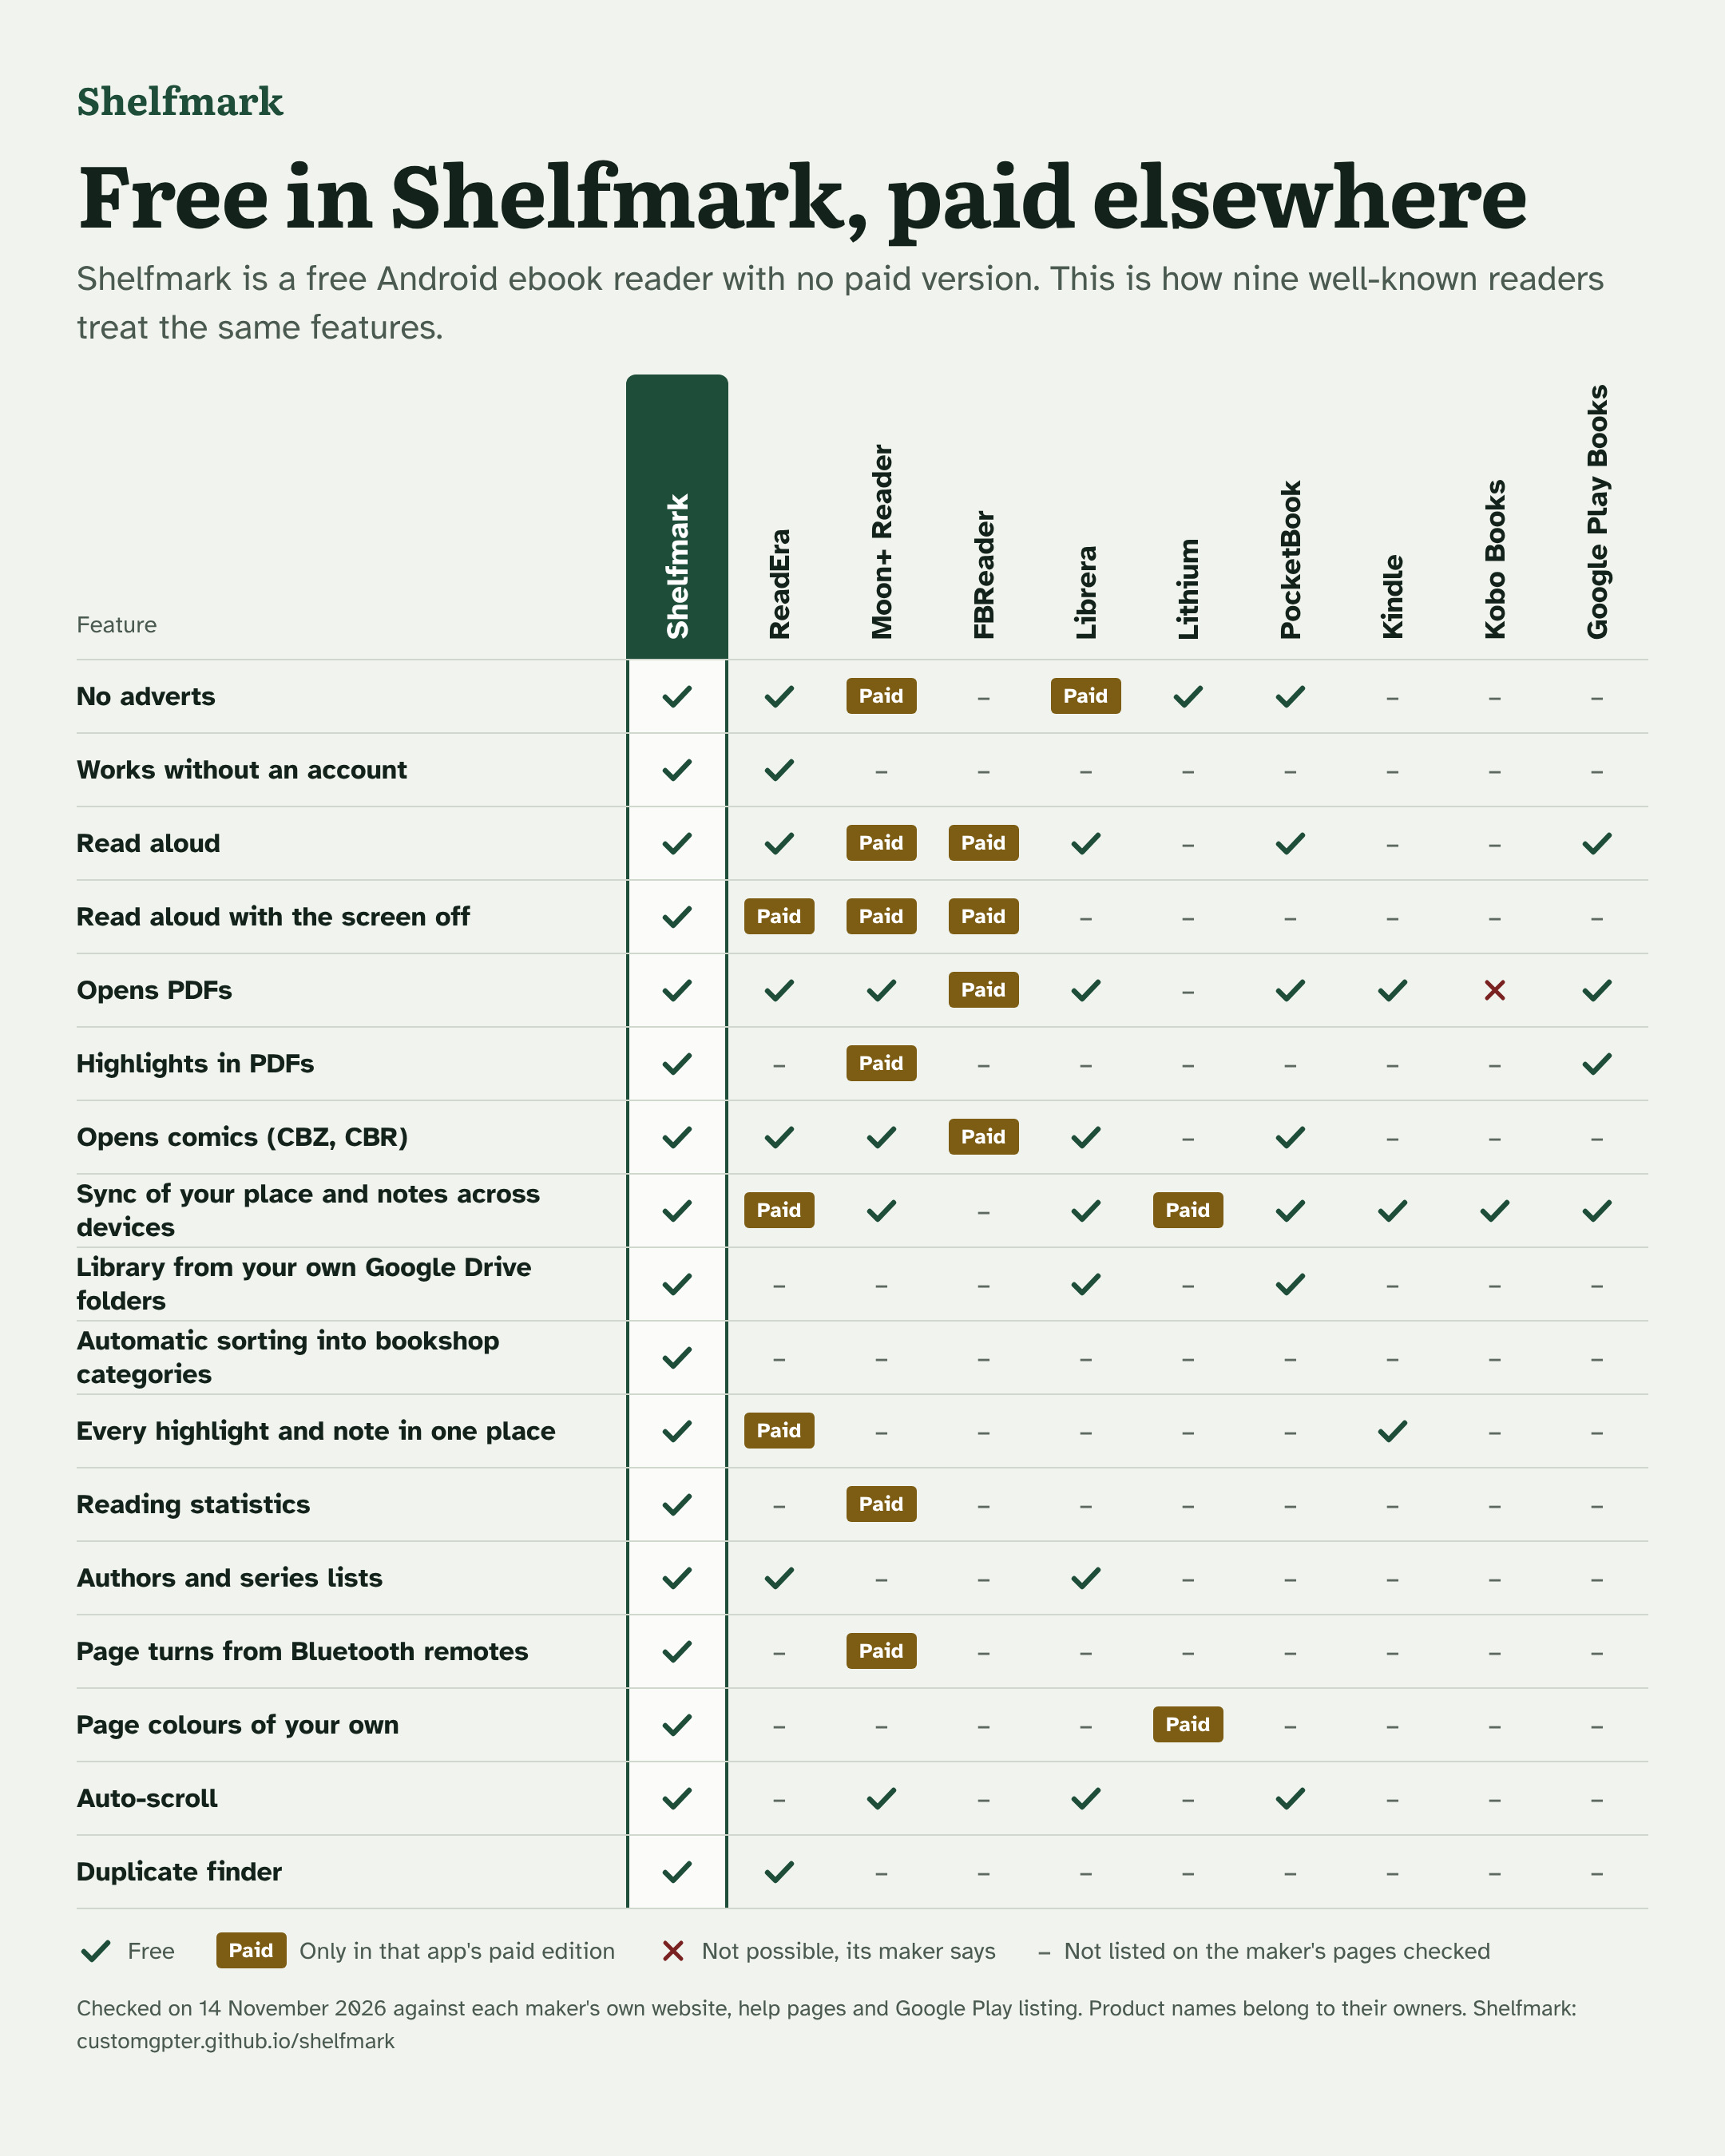 Shelfmark
Free in Shelfmark, paid elsewhere
Shelfmark is a free Android ebook reader with no paid version. This is how nine well-known readers
treat the same features.
Feature Shelfmark ReadEra Moon+ Reader FBReader Librera Lithium PocketBook Kindle Kobo Books Google Play Books
No adverts ✓ ✓ Paid – Paid ✓ ✓ – – –
Works without an account ✓ ✓ – – – – – – – –
Read aloud ✓ ✓ Paid Paid ✓ – ✓ – – ✓
Read aloud with the screen off ✓ Paid Paid Paid – – – – – –
Opens PDFs ✓ ✓ ✓ Paid ✓ – ✓ ✓ ✕ ✓
Highlights in PDFs ✓ – Paid – – – – – – ✓
Opens comics (CBZ, CBR) ✓ ✓ ✓ Paid ✓ – ✓ – – –
Sync of your place and notes across
devices ✓ Paid ✓ – ✓ Paid ✓ ✓ ✓ ✓
Library from your own Google Drive
folders ✓ – – – ✓ – ✓ – – –
Automatic sorting into bookshop
categories ✓ – – – – – – – – –
Every highlight and note in one place ✓ Paid – – – – – ✓ – –
Reading statistics ✓ – Paid – – – – – – –
Authors and series lists ✓ ✓ – – ✓ – – – – –
Page turns from Bluetooth remotes ✓ – Paid – – – – – – –
Page colours of your own ✓ – – – – Paid – – – –
Auto-scroll ✓ – ✓ – ✓ – ✓ – – –
Duplicate finder ✓ ✓ – – – – – – – –
✓ Free Paid Only in that app's paid edition ✕ Not possible, its maker says – Not listed on the maker's pages checked
Checked on 14 November 2026 against each maker's own website, help pages and Google Play listing. Product names belong to their owners. Shelfmark:
customgpter.github.io/shelfmark